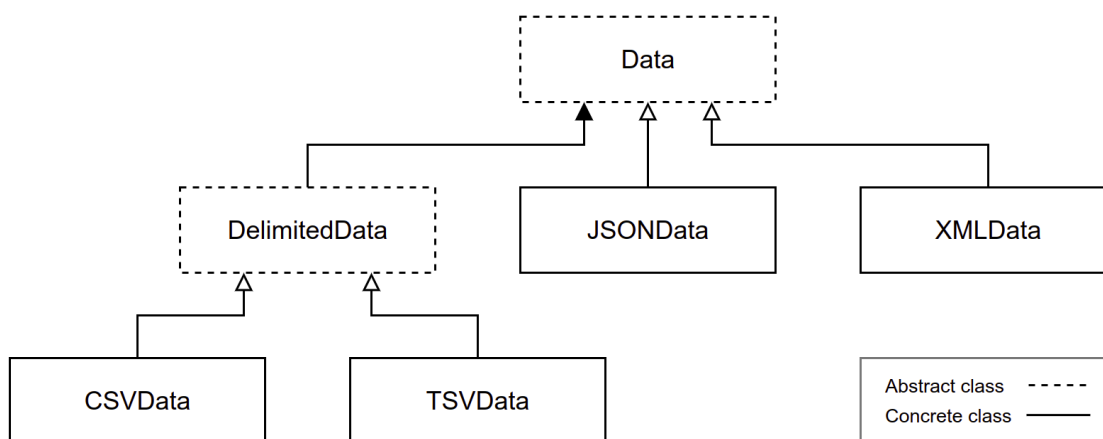 Data
DelimitedData
JSONData
XMLData
CSVData
TSVData
Abstract class
Concrete class